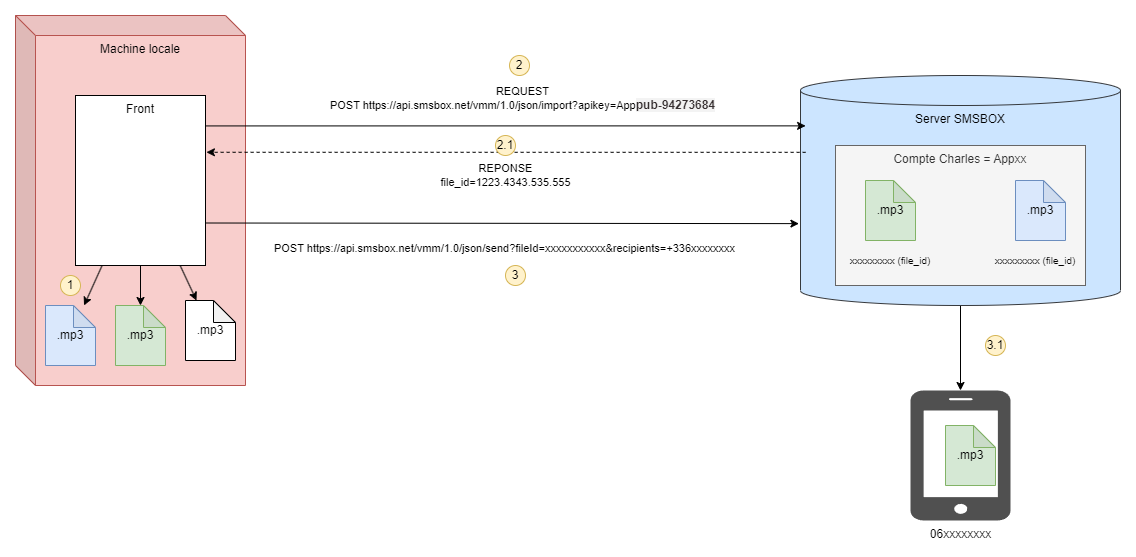 Machine locale
Front
1
.mp3
.mp3
.mp3
2
REQUEST
POST https://api.smsbox.net/vmm/1.0/json/import?apikey=Apppub-94273684
2.1
REPONSE
file_id=1223.4343.535.555
POST https://api.smsbox.net/vmm/1.0/json/send?fileId=xxxxxxxxxxx&recipients=+336xxxxxxxx
3
Server SMSBOX
Compte Charles = Appxx
.mp3
.mp3
xxxxxxxxx (file_id)
xxxxxxxxx (file_id)
3.1
.mp3
06xxxxxxxx